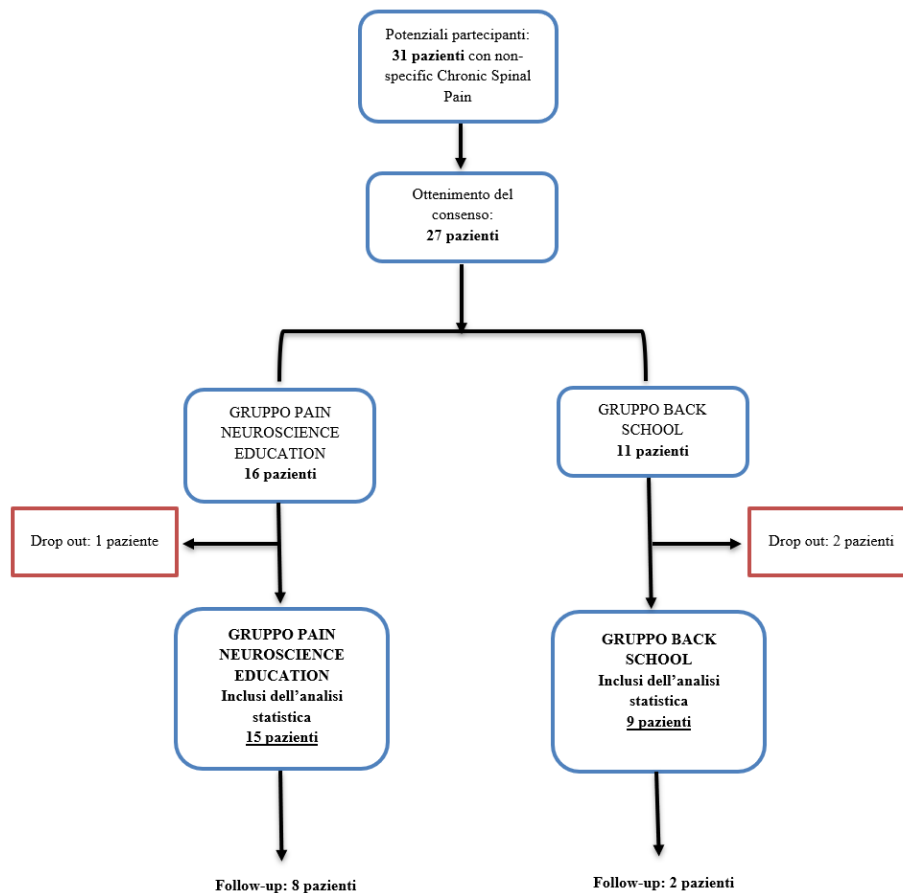 Potenziali partecipanti:
31 pazienti con non-
specific Chronic Spinal
Pain
Ottenimento del
consenso:
27 pazienti
GRUPPO PAIN
NEUROSCIENCE
EDUCATION
16 pazienti
GRUPPO BACK
SCHOOL
11 pazienti
Drop out: 1 paziente
Drop out: 2 pazienti
GRUPPO PAIN
NEUROSCIENCE
EDUCATION
Inclusi dell'analisi
statistica
15 pazienti
GRUPPO BACK
SCHOOL
Inclusi dell'analisi
statistica
9 pazienti
Follow-up: 8 pazienti
Follow-up: 2 pazienti